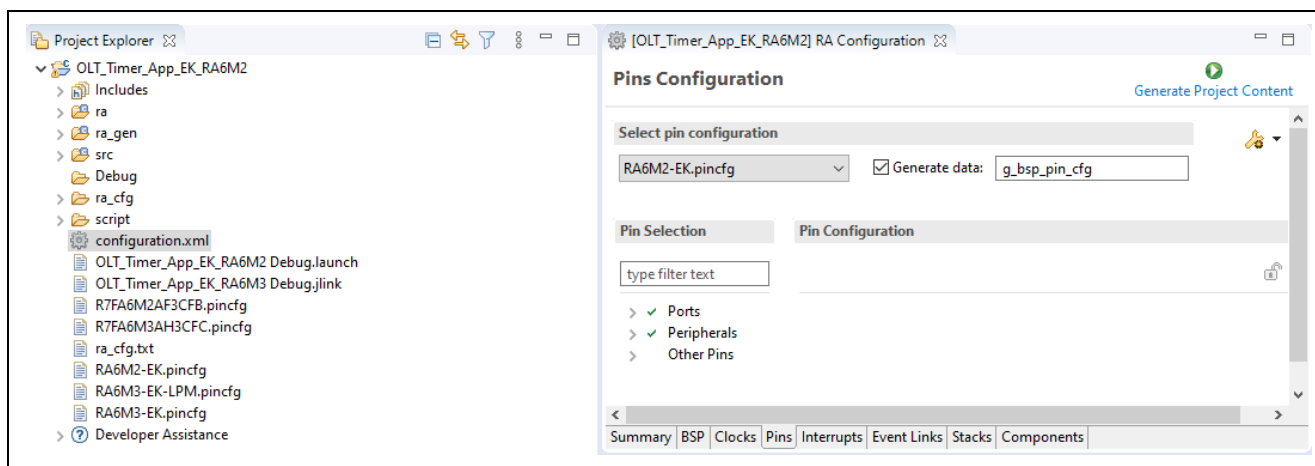 Project Explorer
OLT_Timer_App_EK_RA6M2
Includes
ra
ra_gen
src
Debug
ra_cfg
script
configuration.xml
OLT_Timer_App_EK_RA6M2 Debug.launch
OLT_Timer_App_EK_RA6M3 Debug.jlink
R7FA6M2AF3CFB.pincfg
R7FA6M3AH3CFC.pincfg
ra_cfg.txt
RA6M2-EK.pincfg
RA6M3-EK-LPM.pincfg
RA6M3-EK.pincfg
Developer Assistance
[OLT_Timer_App_EK_RA6M2] RA Configuration
Pins Configuration
Generate Project Content
Select pin configuration
RA6M2-EK.pincfg Generate data: g_bsp_pin_cfg
Pin Selection Pin Configuration
type filter text
Ports
Peripherals
Other Pins
Summary BSP Clocks Pins Interrupts Event Links Stacks Components